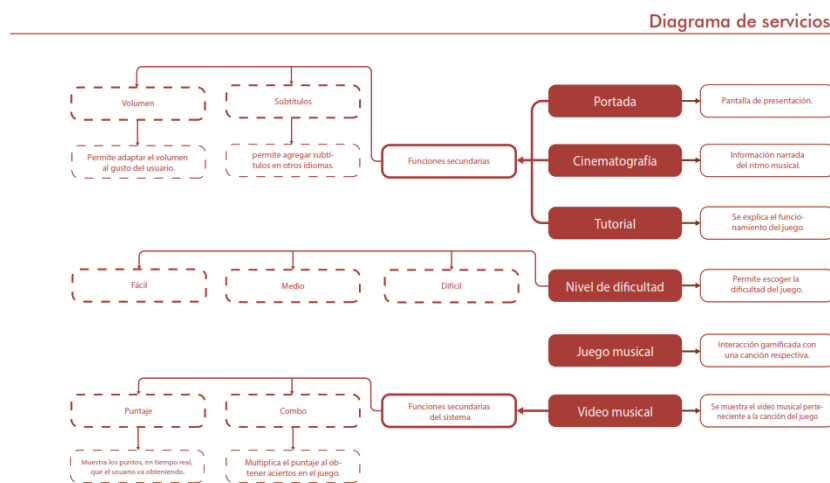 Diagrama de servicios
Volumen
Subtítulos
Portada
Pantalla de presentación.
Permite adaptar el volumen
al gusto del usuario.
permite agregar subtí-
tulos en otros idiomas.
Funciones secundarias
Cinematografía
Información narrada
del ritmo musical.
Tutorial
Se explica el funcio-
namiento del juego.
Fácil
Medio
Difícil
Nivel de dificultad
Permite escoger la
dificultad del juego.
Juego musical
Interacción gamificada con
una canción respectiva.
Puntaje
Combo
Funciones secundarias
del sistema
Video musical
Se muestra el video musical perte-
neciente a la canción del juego
Muestra los puntos, en tiempo real,
que el usuario va obteniendo.
Multiplica el puntaje al ob-
tener aciertos en el juego.